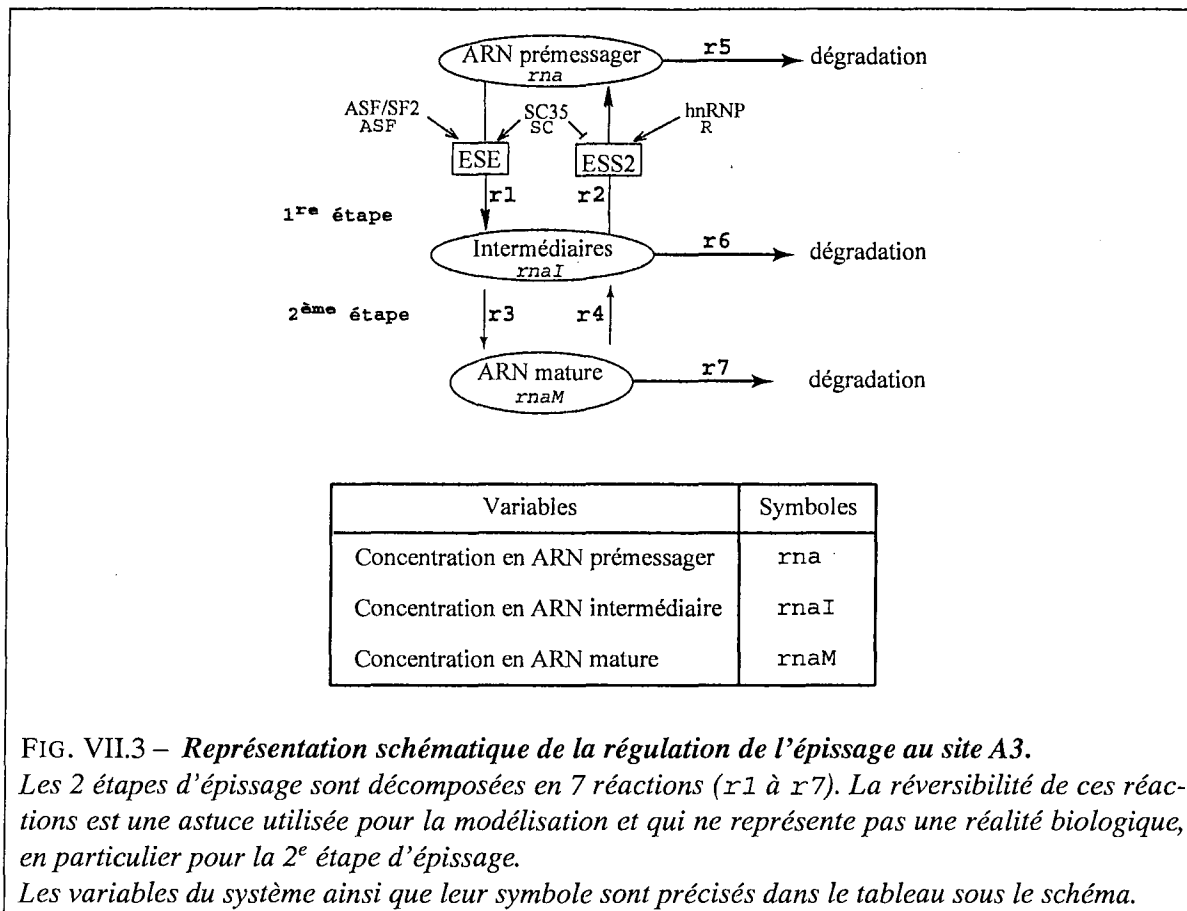 ARN prémessager
rna
r5
dégradation
ASF/SF2
ASF
SC35
SC
hnRNP
R
ESE
ESS2
r1
r2
1re étape
Intermédiaires
rnaI
r6
dégradation
2ème étape
r3
r4
ARN mature
rnaM
r7
dégradation
Variables Symboles
Concentration en ARN prémessager rna
Concentration en ARN intermédiaire rnaI
Concentration en ARN mature rnaM
FIG. VII.3 – Représentation schématique de la régulation de l'épissage au site A3.
Les 2 étapes d'épissage sont décomposées en 7 réactions (r1 à r7). La réversibilité de ces réac-
tions est une astuce utilisée pour la modélisation et qui ne représente pas une réalité biologique,
en particulier pour la 2e étape d'épissage.
Les variables du système ainsi que leur symbole sont précisés dans le tableau sous le schéma.